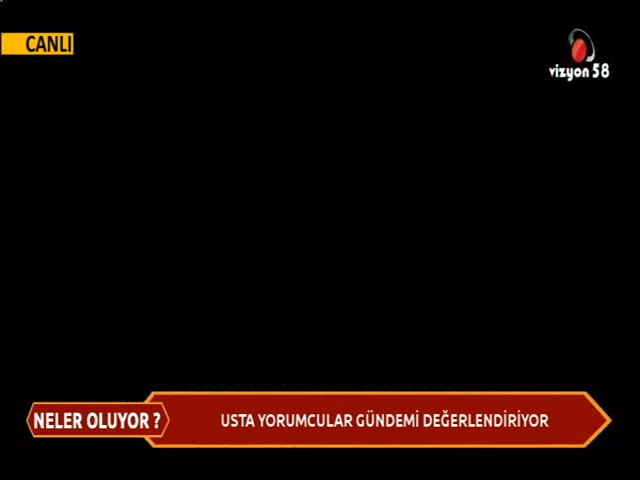 CANLI
vizyon 58
NELER OLUYOR ?
USTA YORUMCULAR GÜNDEMİ DEĞERLENDİRİYOR